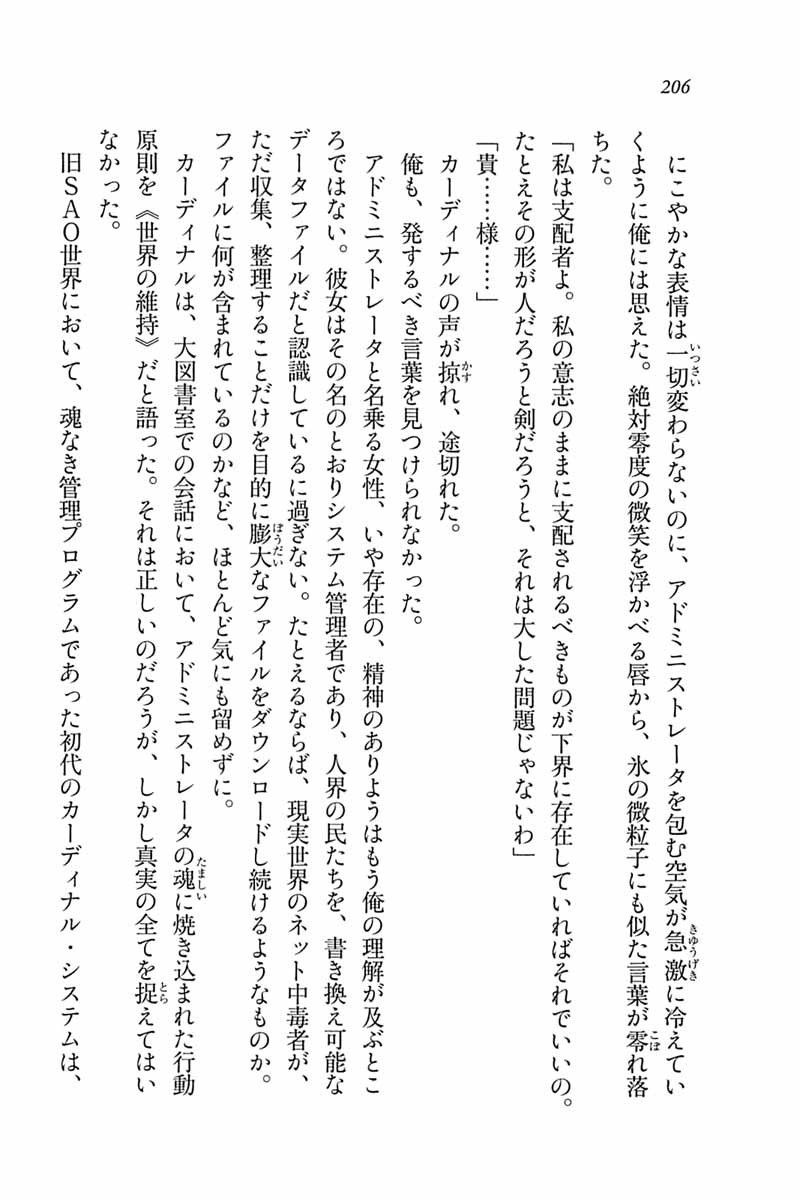 206
にこやかな表情は一切変わらないのに、アドミニストレータを包む空気が急激に冷えてい
くように俺には思えた。絶対零度の微笑を浮かべる唇から、氷の微粒子にも似た言葉が零れ落
ちた。
「私は支配者よ。私の意志のままに支配されるべきものが下界に存在していればそれでいいの。
たとえその形が人だろうと剣だろうと、それは大した問題じゃないわ」
「貴……様……」
カーディナルの声が掠れ、途切れた。
俺も、発するべき言葉を見つけられなかった。
アドミニストレータと名乗る女性、いや存在の、精神のありようはもう俺の理解が及ぶとこ
ろではない。彼女はその名のとおりシステム管理者であり、人界の民たちを、書き換え可能な
データファイルだと認識しているに過ぎない。たとえるならば、現実世界のネット中毒者が、
ただ収集、整理することだけを目的に膨大なファイルをダウンロードし続けるようなものか。
ファイルに何が含まれているのかなど、ほとんど気にも留めずに。
カーディナルは、大図書室での会話において、アドミニストレータの魂に焼き込まれた行動
原則を《世界の維持》だと語った。それは正しいのだろうが、しかし真実の全てを捉えてはい
なかった。
旧ＳＡＯ世界において、魂なき管理プログラムであった初代のカーディナル・システムは、